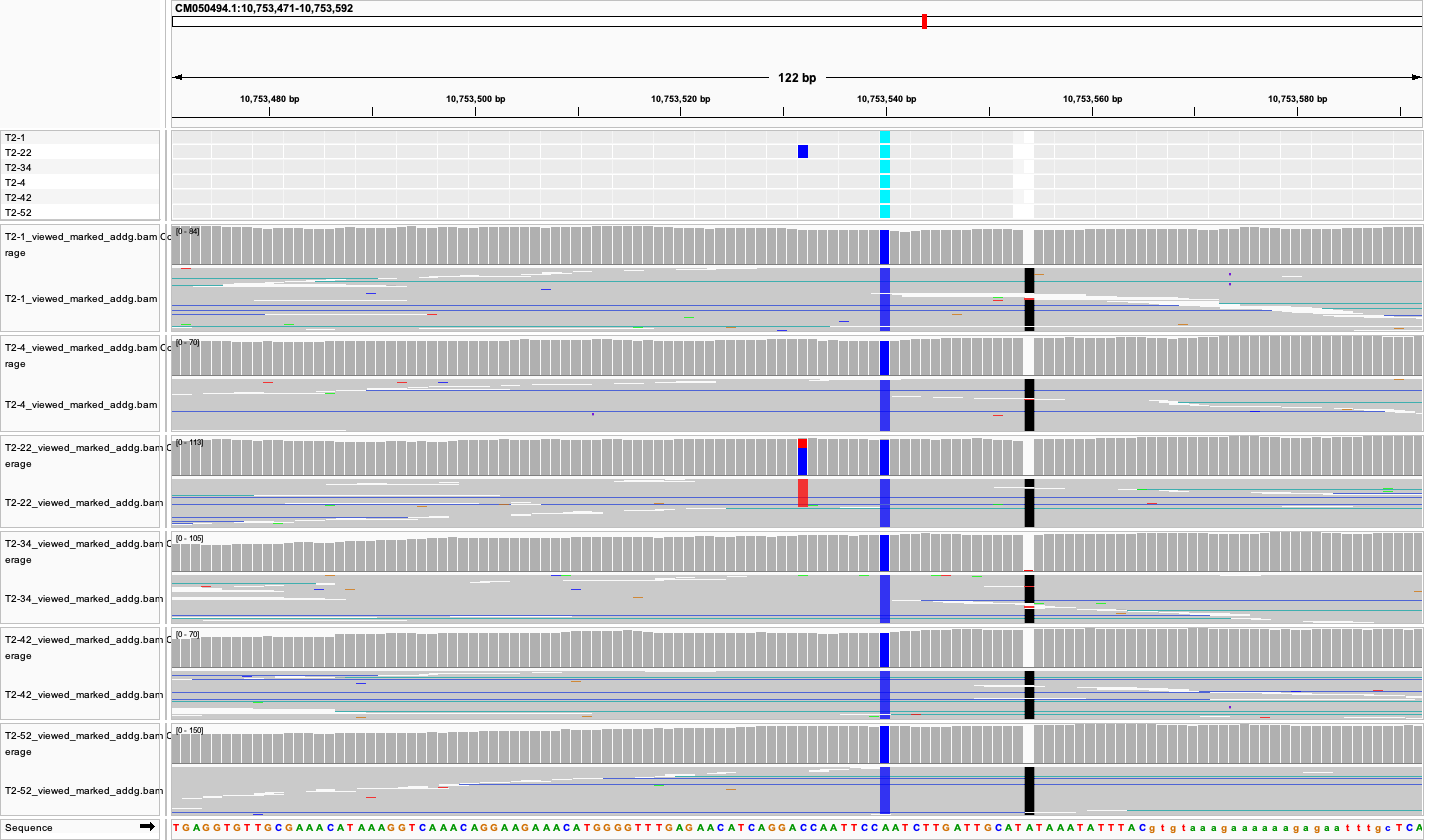 CM050494.1:10,753,471-10,753,592
122 bp
10,753,480 bp 10,753,500 bp 10,753,520 bp 10,753,540 bp 10,753,560 bp 10,753,580 bp
T2-1
T2-22
T2-34
T2-4
T2-42
T2-52
T2-1_viewed_marked_addg.bam Co
rage
[0 - 84]
T2-1_viewed_marked_addg.bam
T2-4_viewed_marked_addg.bam Co
rage
[0 - 70]
T2-4_viewed_marked_addg.bam
T2-22_viewed_marked_addg.bam C
erage
[0 - 113]
T2-22_viewed_marked_addg.bam
T2-34_viewed_marked_addg.bam C
erage
[0 - 105]
T2-34_viewed_marked_addg.bam
T2-42_viewed_marked_addg.bam C
erage
[0 - 70]
T2-42_viewed_marked_addg.bam
T2-52_viewed_marked_addg.bam C
erage
[0 - 150]
T2-52_viewed_marked_addg.bam
Sequence TGAGGTGTTGCGAAACATAAAGGTCAAACAGGAAGAAACATGGGGTTTGAGAACATCAGGACCAATTCCAATCTTGATTGCATATAAATATTTACgtgtaaagaaaaaagagaatttgcTCA